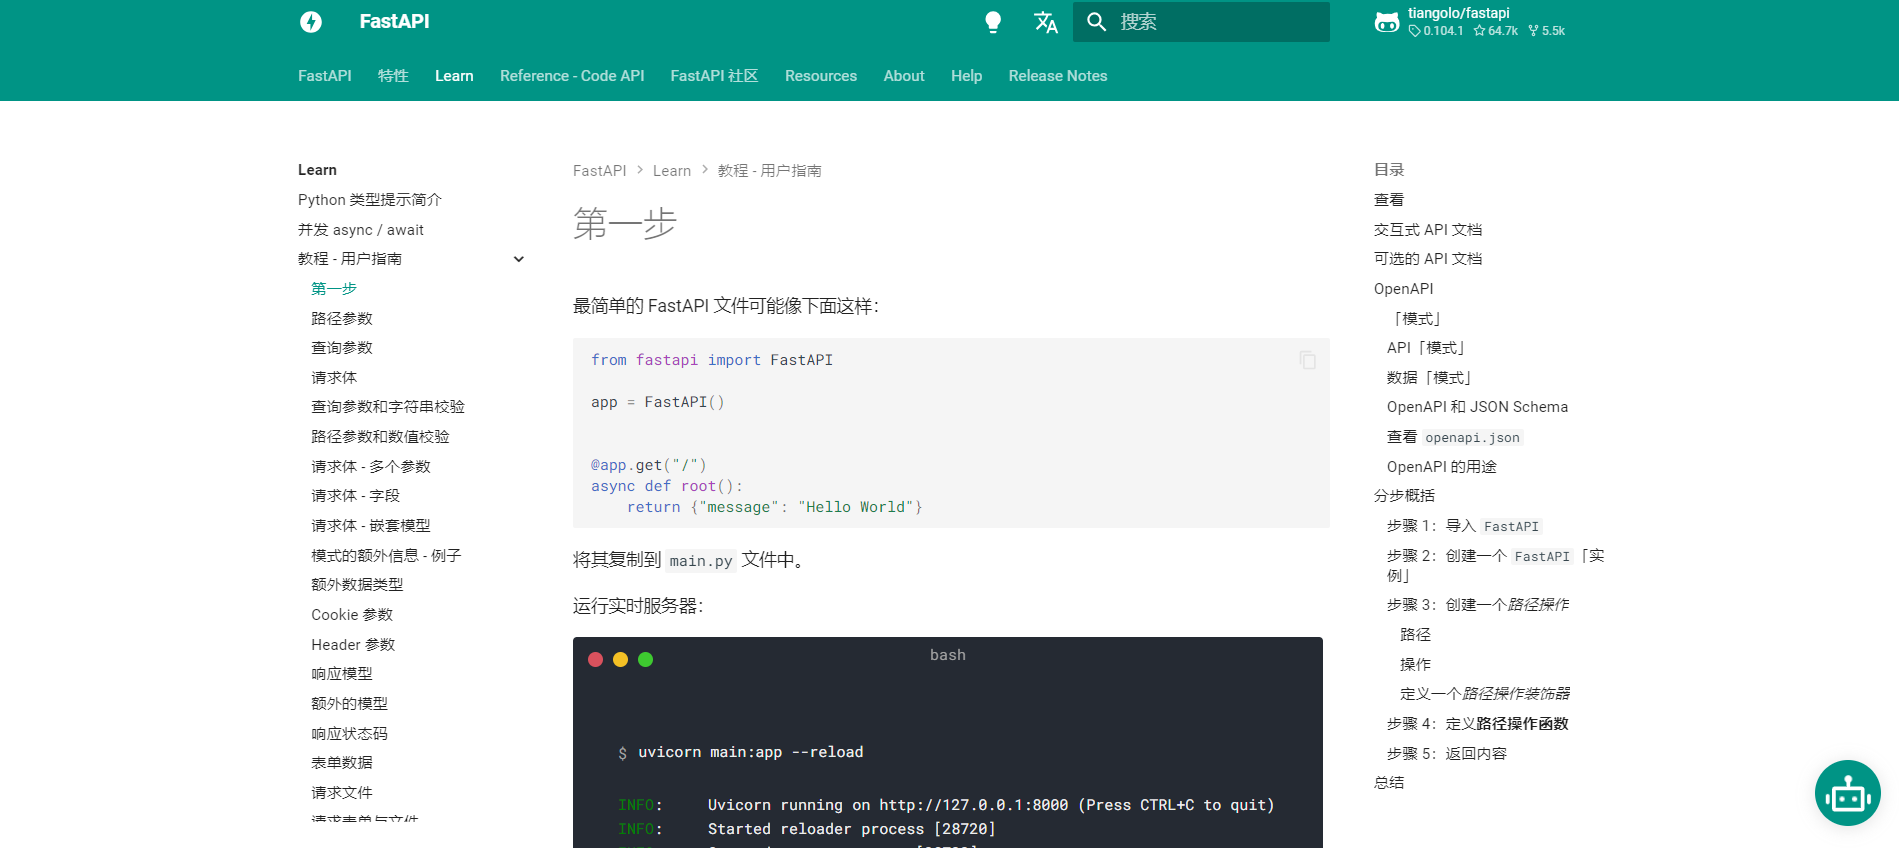 FastAPI
搜索
tiangolo/fastapi
0.104.1 64.7k 5.5k
FastAPI 特性 Learn Reference - Code API FastAPI 社区 Resources About Help Release Notes
Learn
Python 类型提示简介
并发 async / await
教程 - 用户指南
第一步
路径参数
查询参数
请求体
查询参数和字符串校验
路径参数和数值校验
请求体 - 多个参数
请求体 - 字段
请求体 - 嵌套模型
模式的额外信息 - 例子
额外数据类型
Cookie 参数
Header 参数
响应模型
额外的模型
响应状态码
表单数据
请求文件
请求表单与文件
FastAPI > Learn > 教程 - 用户指南
第一步
最简单的 FastAPI 文件可能像下面这样：
from fastapi import FastAPI
app = FastAPI()
@app.get("/")
async def root():
    return {"message": "Hello World"}
将其复制到 main.py 文件中。
运行实时服务器：
bash
$ uvicorn main:app --reload
INFO:     Uvicorn running on http://127.0.0.1:8000 (Press CTRL+C to quit)
INFO:     Started reloader process [28720]
目录
查看
交互式 API 文档
可选的 API 文档
OpenAPI
「模式」
API「模式」
数据「模式」
OpenAPI 和 JSON Schema
查看 openapi.json
OpenAPI 的用途
分步概括
步骤 1：导入 FastAPI
步骤 2：创建一个 FastAPI「实
例」
步骤 3：创建一个路径操作
路径
操作
定义一个路径操作装饰器
步骤 4：定义路径操作函数
步骤 5：返回内容
总结